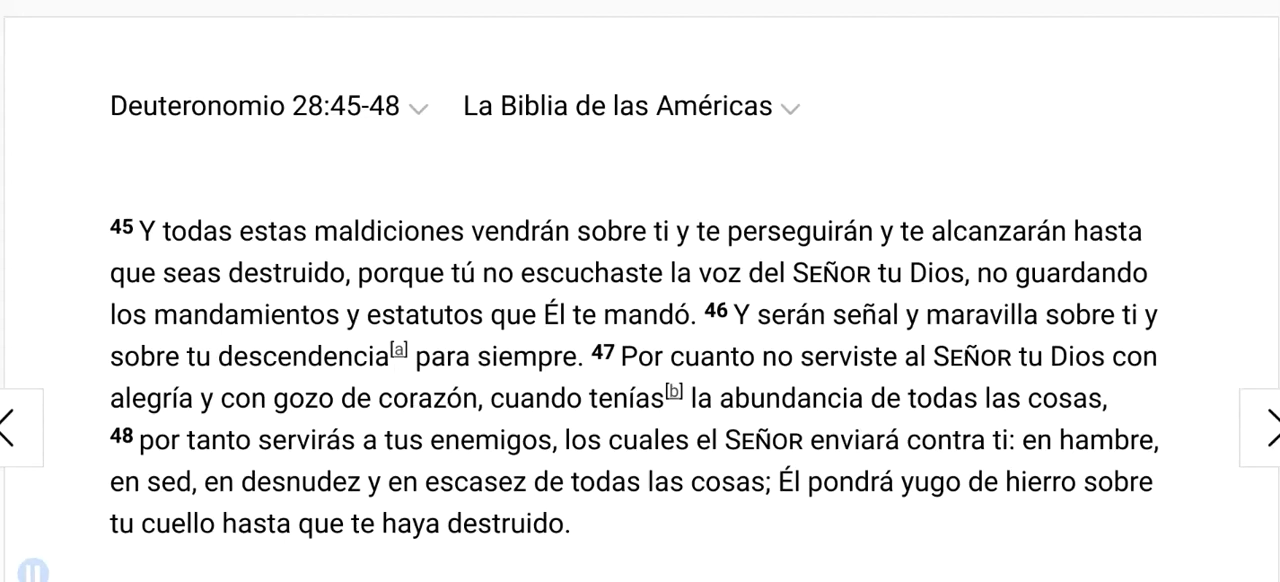 Deuteronomio 28:45-48 La Biblia de las Américas
45 Y todas estas maldiciones vendrán sobre ti y te perseguirán y te alcanzarán hasta
que seas destruido, porque tú no escuchaste la voz del SEÑOR tu Dios, no guardando
los mandamientos y estatutos que Él te mandó. 46 Y serán señal y maravilla sobre ti y
sobre tu descendencia[a] para siempre. 47 Por cuanto no serviste al SEÑOR tu Dios con
alegría y con gozo de corazón, cuando tenías[b] la abundancia de todas las cosas,
48 por tanto servirás a tus enemigos, los cuales el SEÑOR enviará contra ti: en hambre,
en sed, en desnudez y en escasez de todas las cosas; Él pondrá yugo de hierro sobre
tu cuello hasta que te haya destruido.